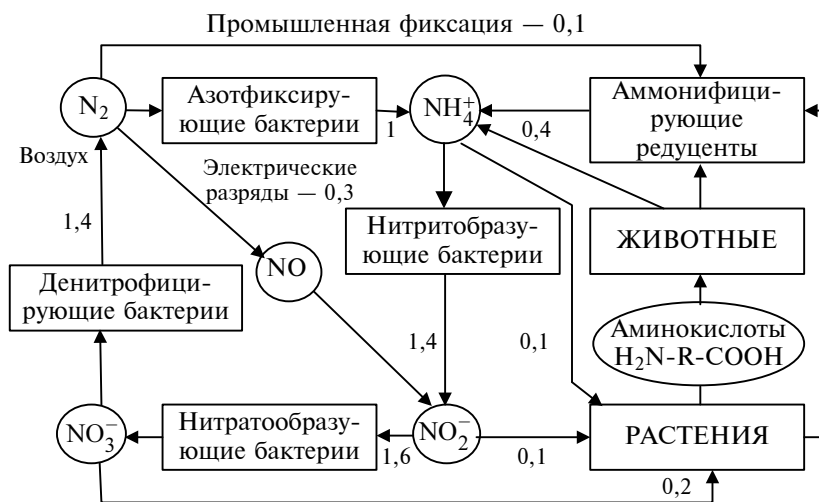 Промышленная фиксация — 0,1
N₂
Азотфиксиру-
ющие бактерии
1
NH₄⁺
0,4
Аммонифици-
рующие
редуценты
Воздух
Электрические
разряды — 0,3
1,4
NO
Нитритобразу-
ющие бактерии
ЖИВОТНЫЕ
Денитрофици-
рующие бактерии
1,4
0,1
Аминокислоты
H₂N-R-COOH
NO₃⁻
Нитратообразу-
ющие бактерии
1,6
NO₂⁻
0,1
РАСТЕНИЯ
0,2